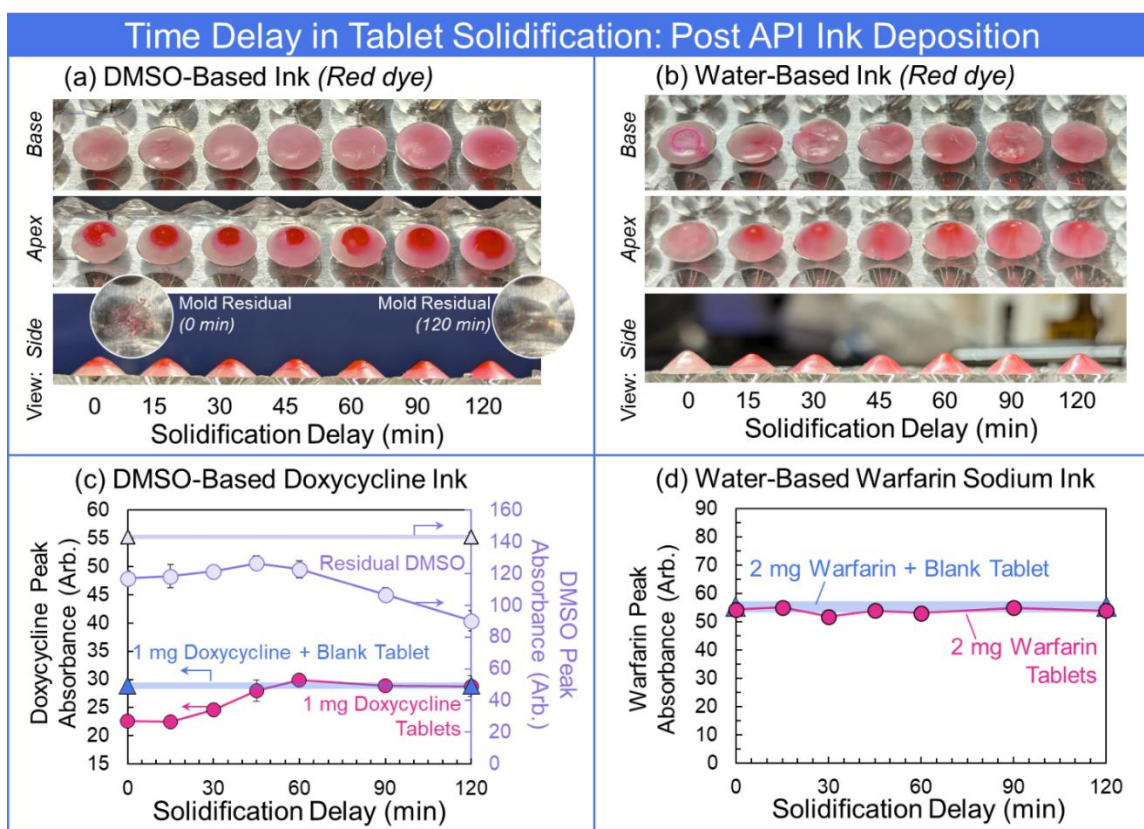 Time Delay in Tablet Solidification: Post API Ink Deposition
(a) DMSO-Based Ink (Red dye)
Base
Apex
View: Side
Mold Residual
(0 min)
Mold Residual
(120 min)
0 15 30 45 60 90 120
Solidification Delay (min)
(b) Water-Based Ink (Red dye)
Base
Apex
View: Side
0 15 30 45 60 90 120
Solidification Delay (min)
(c) DMSO-Based Doxycycline Ink
Doxycycline Peak
Absorbance (Arb.)
60
55
50
45
40
35
30
25
20
15
Residual DMSO
1 mg Doxycycline + Blank Tablet
1 mg Doxycycline
Tablets
160
140
120
100
80
60
40
20
0
DMSO Peak
Absorbance (Arb.)
0 30 60 90 120
Solidification Delay (min)
(d) Water-Based Warfarin Sodium Ink
Warfarin Peak
Absorbance (Arb.)
90
80
70
60
50
40
30
20
10
0
2 mg Warfarin + Blank Tablet
2 mg Warfarin
Tablets
0 30 60 90 120
Solidification Delay (min)